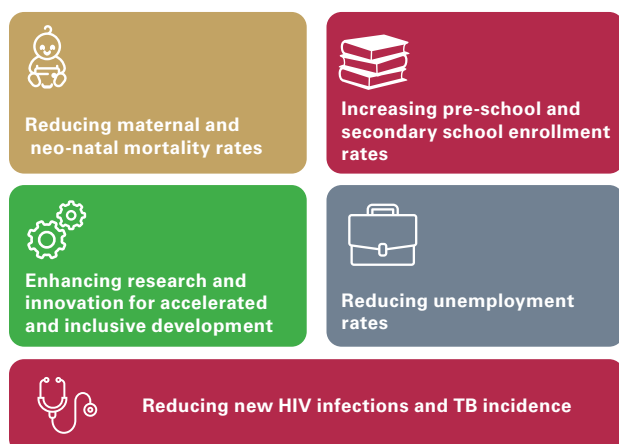 Reducing maternal and
neo-natal mortality rates
Increasing pre-school and
secondary school enrollment
rates
Enhancing research and
innovation for accelerated
and inclusive development
Reducing unemployment
rates
Reducing new HIV infections and TB incidence